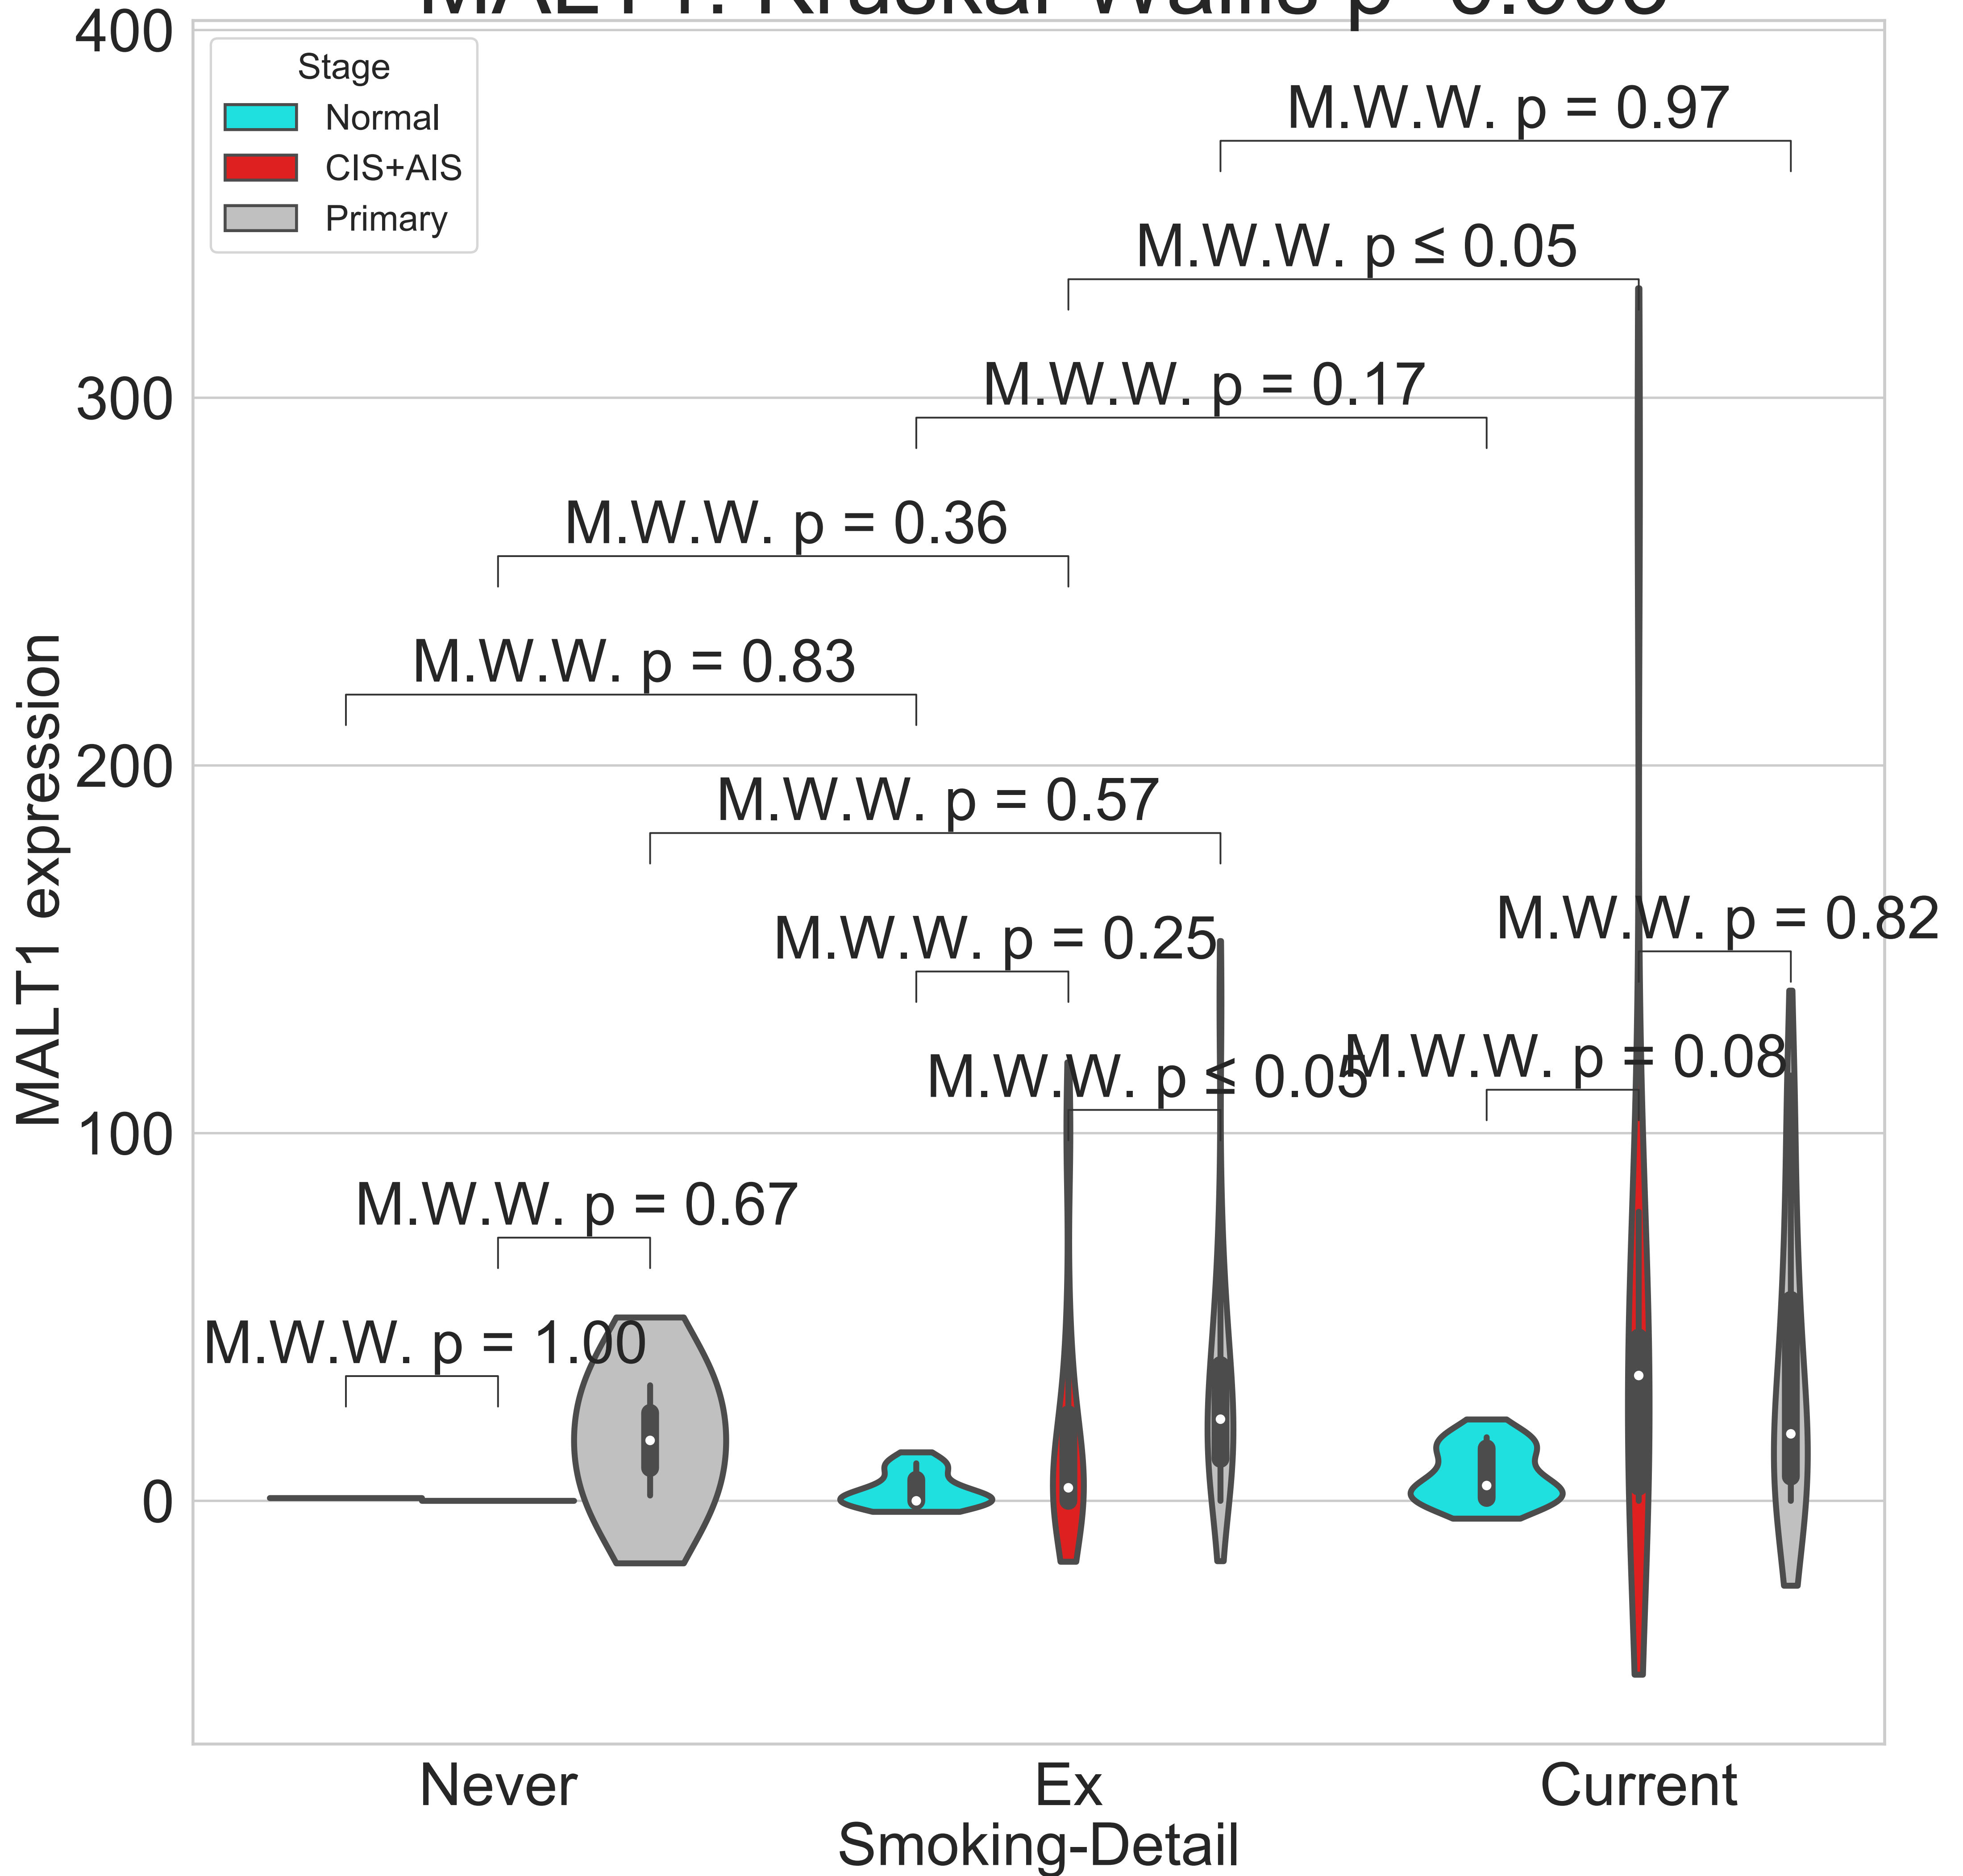 400
Stage
Normal
CIS+AIS
Primary
M.W.W. p = 0.97
M.W.W. p ≤ 0.05
300
M.W.W. p = 0.17
M.W.W. p = 0.36
M.W.W. p = 0.83
200
M.W.W. p = 0.57
M.W.W. p = 0.25
M.W.W. p = 0.82
M.W.W. p ≤ 0.05
M.W.W. p = 0.08
100
M.W.W. p = 0.67
M.W.W. p = 1.00
0
MALT1 expression
Never
Ex
Current
Smoking-Detail